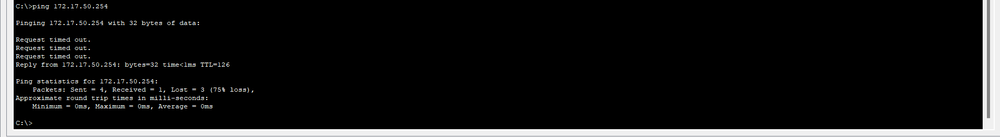 C:\>ping 172.17.50.254
Pinging 172.17.50.254 with 32 bytes of data:
Request timed out.
Request timed out.
Request timed out.
Reply from 172.17.50.254: bytes=32 time<1ms TTL=126
Ping statistics for 172.17.50.254:
    Packets: Sent = 4, Received = 1, Lost = 3 (75% loss),
Approximate round trip times in milli-seconds:
    Minimum = 0ms, Maximum = 0ms, Average = 0ms
C:\>